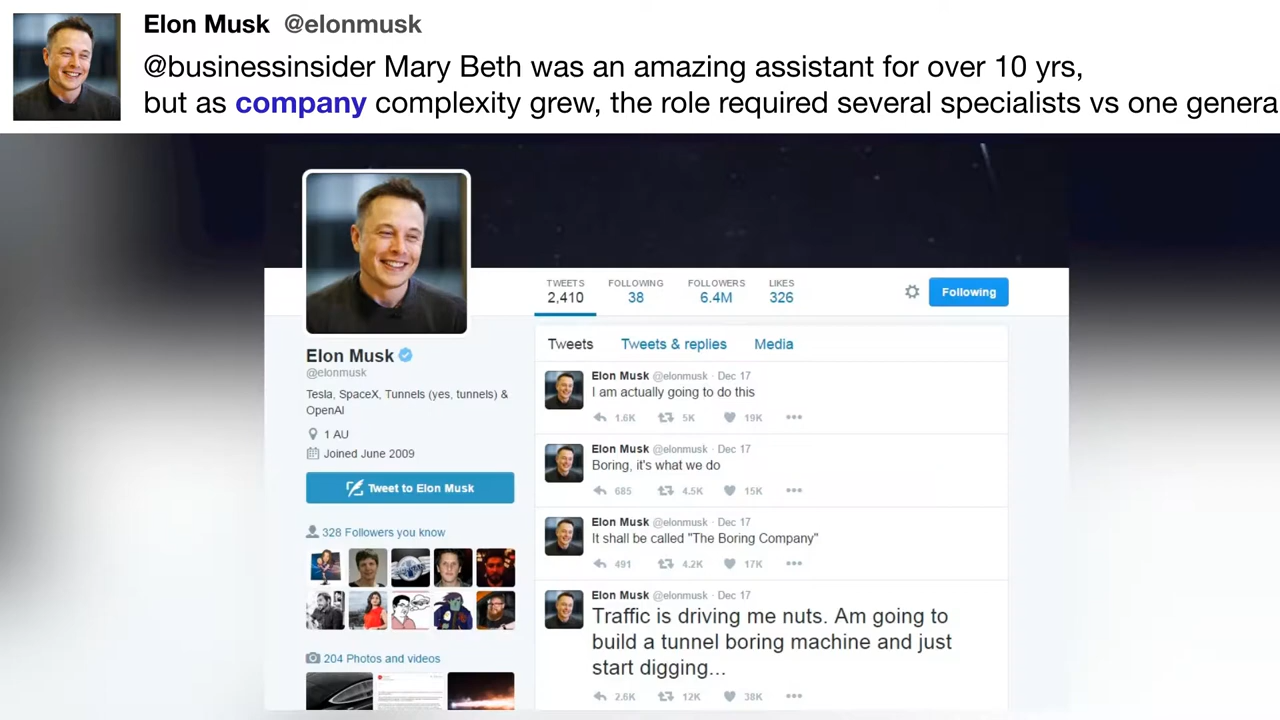 Elon Musk @elonmusk
@businessinsider Mary Beth was an amazing assistant for over 10 yrs,
but as company complexity grew, the role required several specialists vs one genera
TWEETS FOLLOWING FOLLOWERS LIKES
2,410 38 6.4M 326
Following
Elon Musk
@elonmusk
Tesla, SpaceX, Tunnels (yes, tunnels) &
OpenAI
1 AU
Joined June 2009
Tweet to Elon Musk
328 Followers you know
204 Photos and videos
Tweets Tweets & replies Media
Elon Musk @elonmusk · Dec 17
I am actually going to do this
1.6K 5K 19K
Elon Musk @elonmusk · Dec 17
Boring, it's what we do
685 4.5K 15K
Elon Musk @elonmusk · Dec 17
It shall be called "The Boring Company"
491 4.2K 17K
Elon Musk @elonmusk · Dec 17
Traffic is driving me nuts. Am going to
build a tunnel boring machine and just
start digging...
2.6K 12K 38K